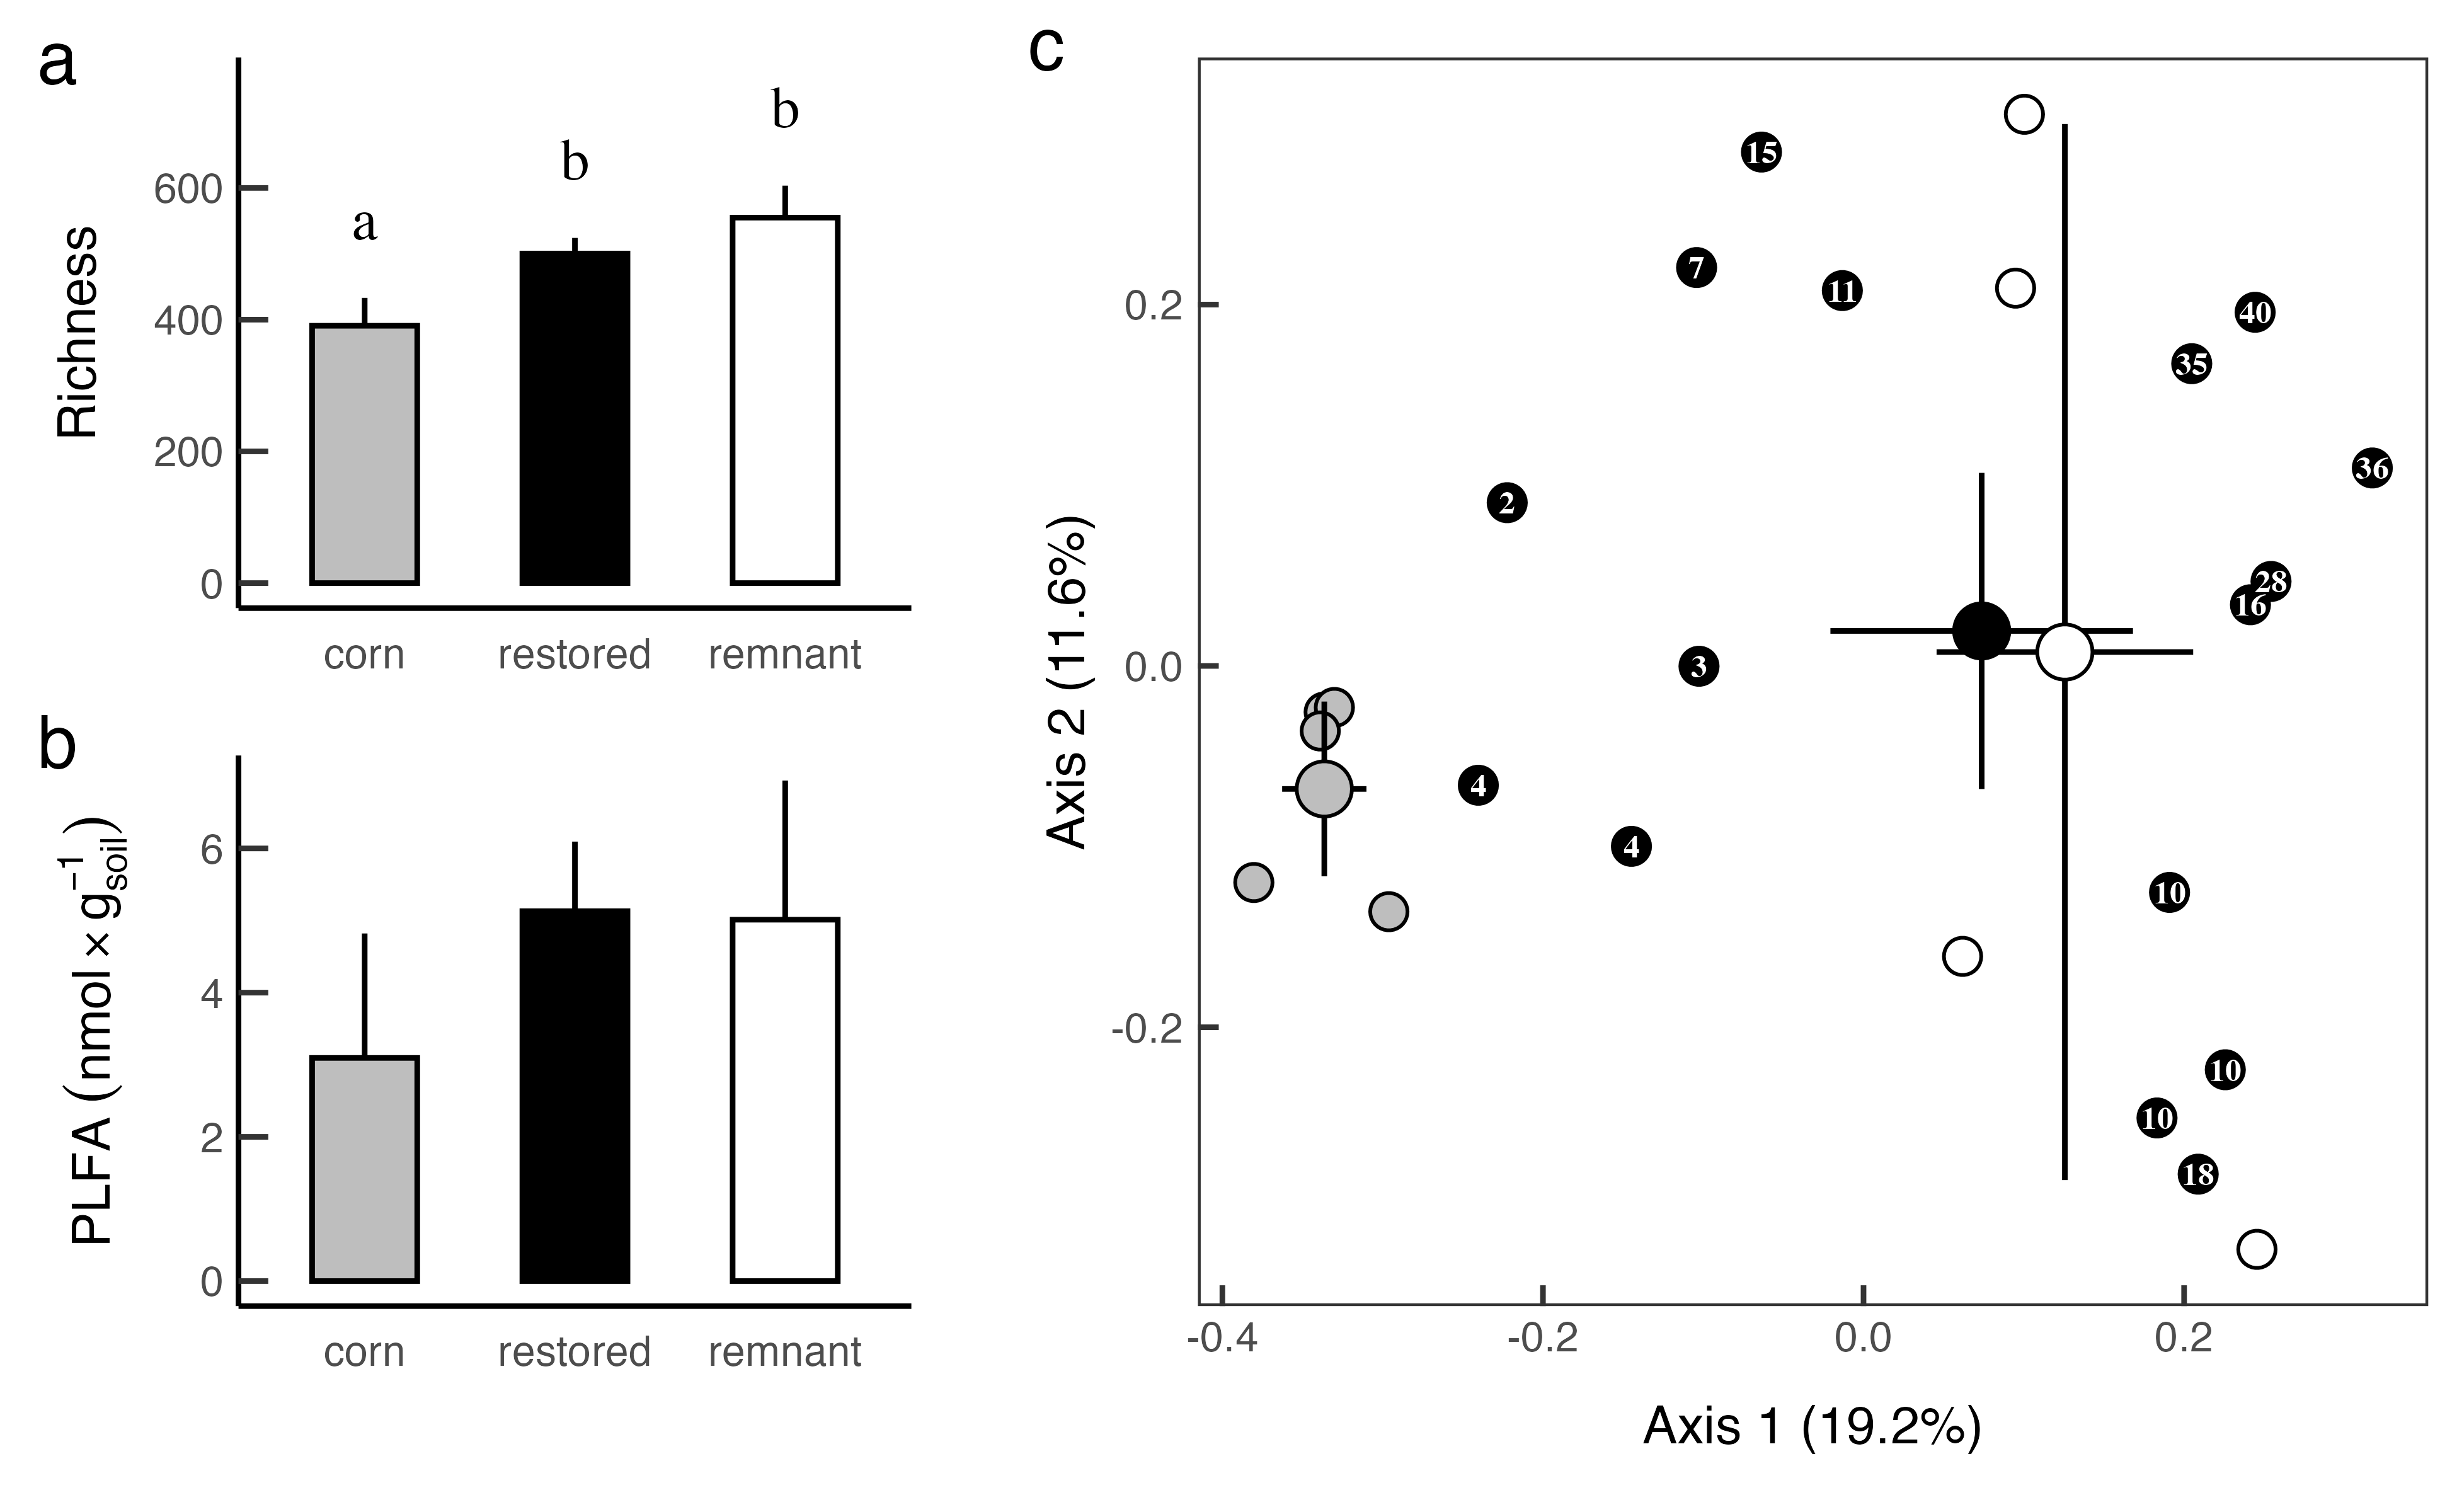 a
Richness
600
400
200
0
a
b
b
corn restored remnant
b
PLFA (nmol × g⁻¹soil)
6
4
2
0
corn restored remnant
c
Axis 2 (11.6%)
0.2
0.0
-0.2
15
7
11
40
35
36
2
28
16
3
4
4
10
10
10
18
-0.4 -0.2 0.0 0.2
Axis 1 (19.2%)